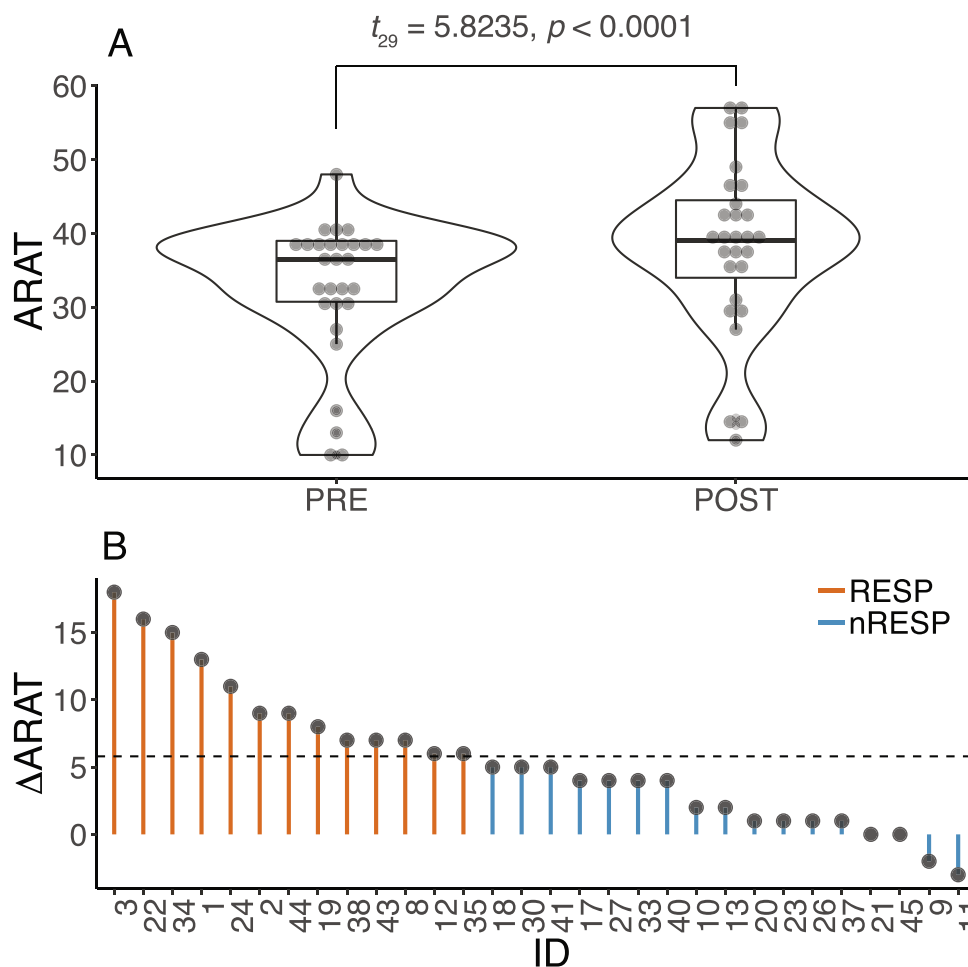 A
t29 = 5.8235, p < 0.0001
ARAT
60
50
40
30
20
10
PRE
POST
B
RESP
nRESP
ΔARAT
15
10
5
0
3 22 34 1 24 2 44 19 38 43 8 12 35 18 30 41 17 27 33 40 10 13 20 23 26 37 21 45 9 11
ID